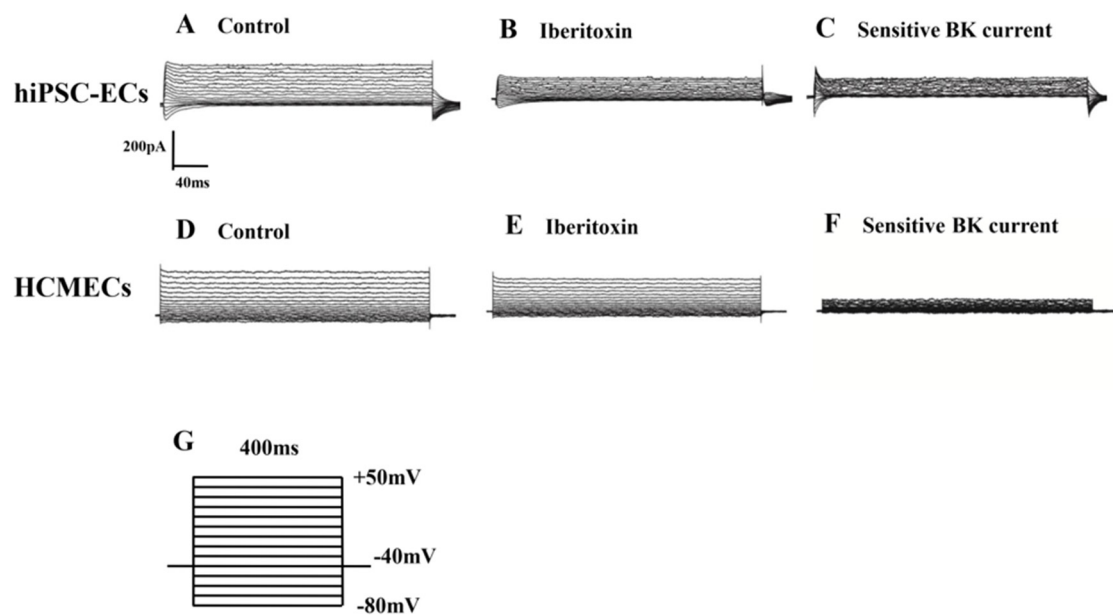 A Control
B Iberitoxin
C Sensitive BK current
hiPSC-ECs
200pA
40ms
D Control
E Iberitoxin
F Sensitive BK current
HCMECs
G
400ms
+50mV
-40mV
-80mV